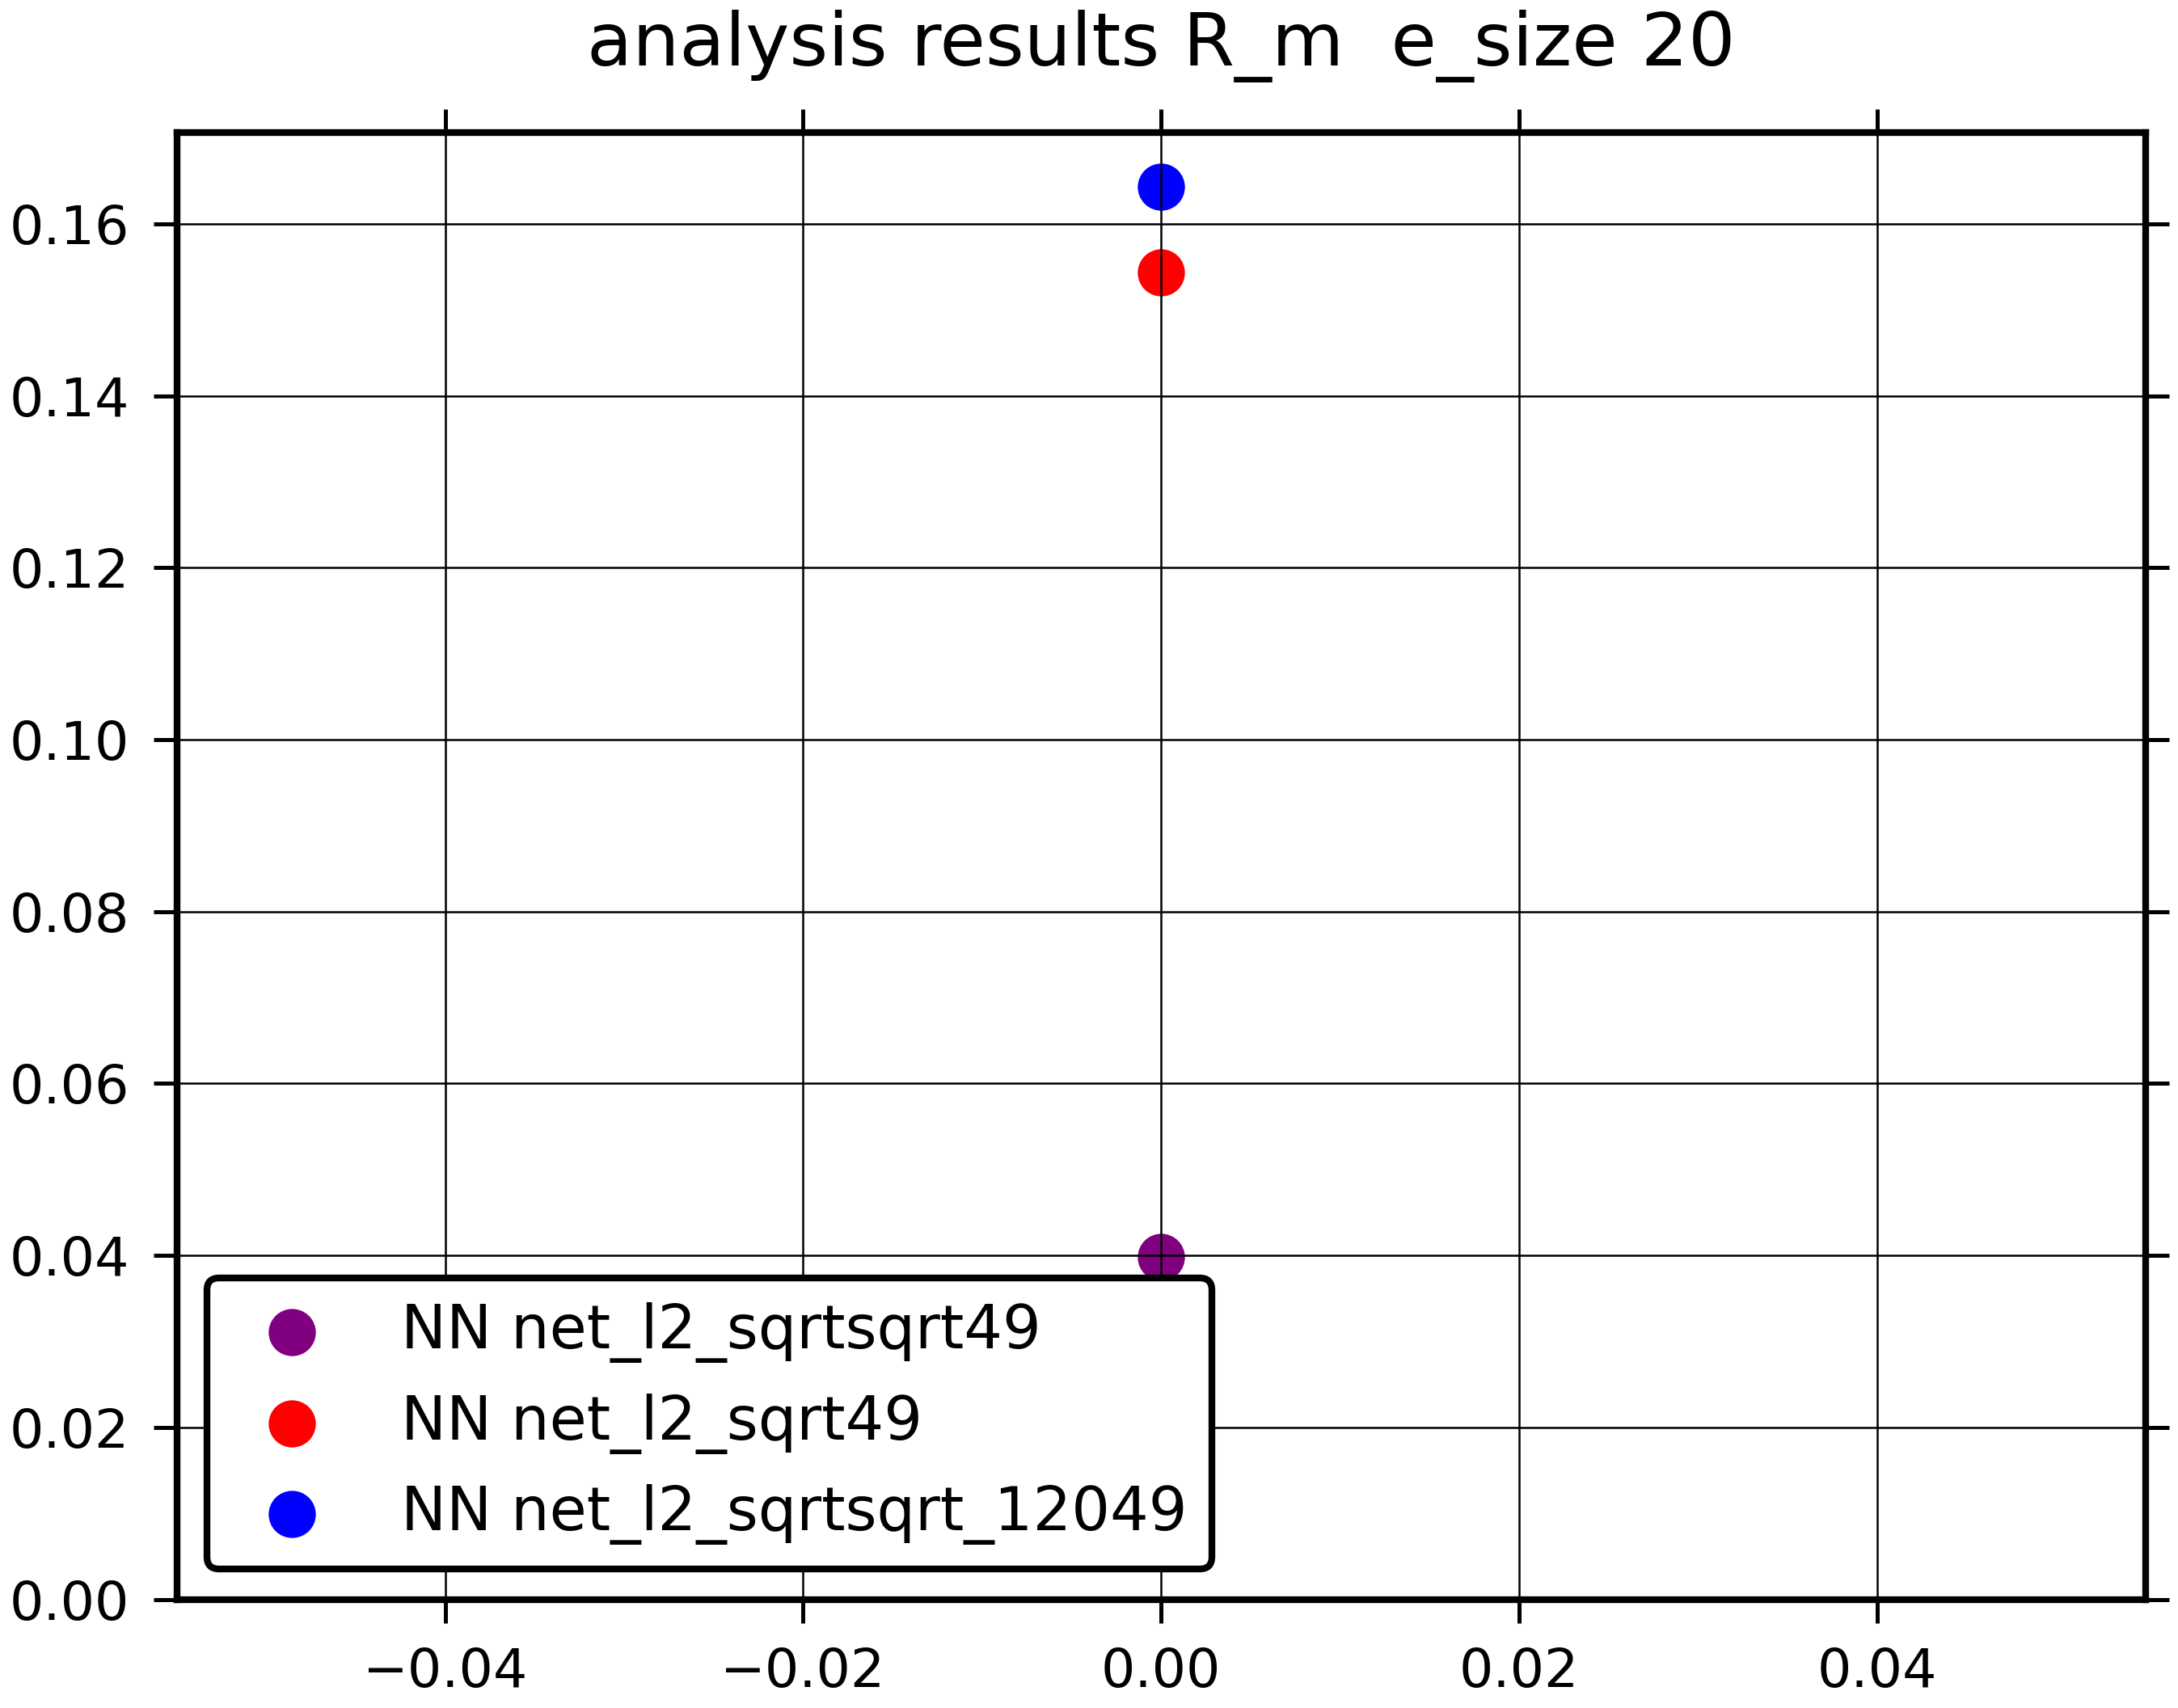 analysis results R_m  e_size 20
0.16
0.14
0.12
0.10
0.08
0.06
0.04
0.02
0.00
NN net_l2_sqrtsqrt49
NN net_l2_sqrt49
NN net_l2_sqrtsqrt_12049
−0.04 −0.02 0.00 0.02 0.04